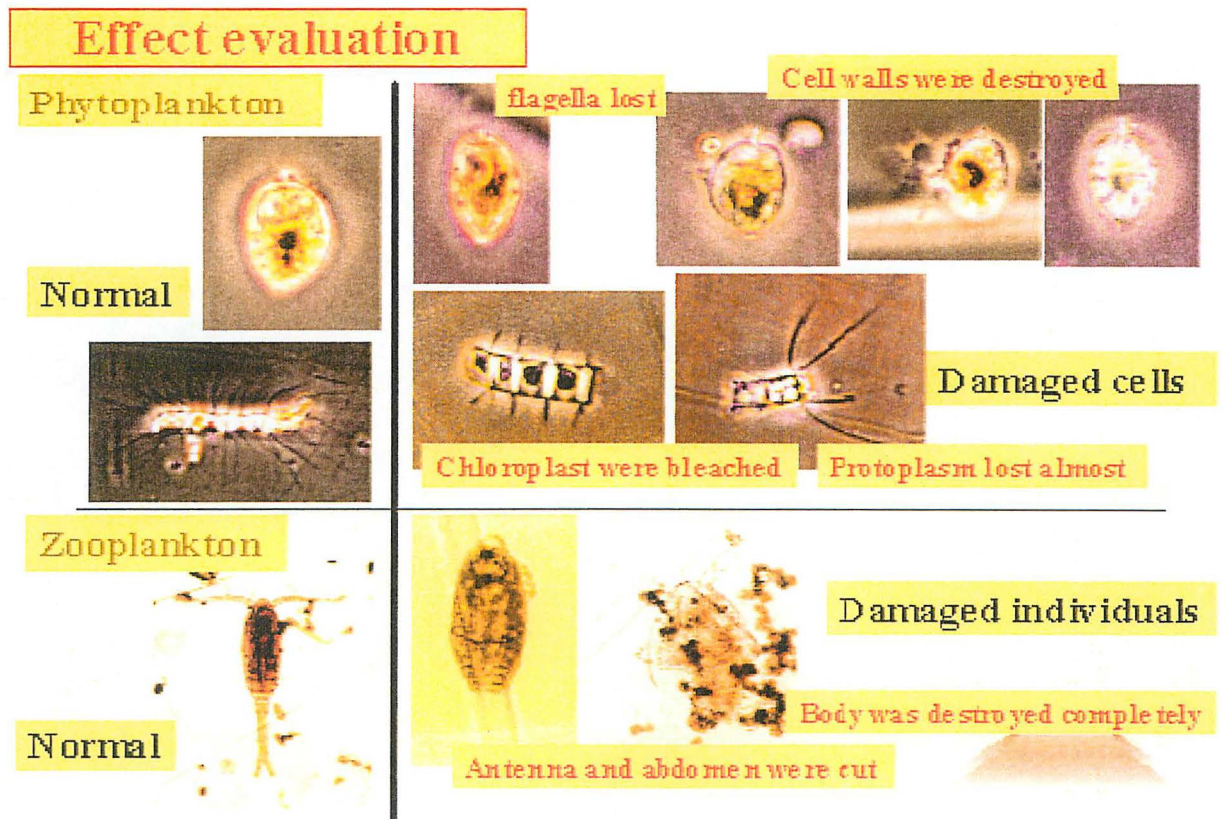 Effect evaluation
Phytoplankton
flagella lost
Cell walls were destroyed
Normal
Damaged cells
Chloroplast were bleached
Protoplasm lost almost
Zooplankton
Damaged individuals
Normal
Body was destroyed completely
Antenna and abdomen were cut